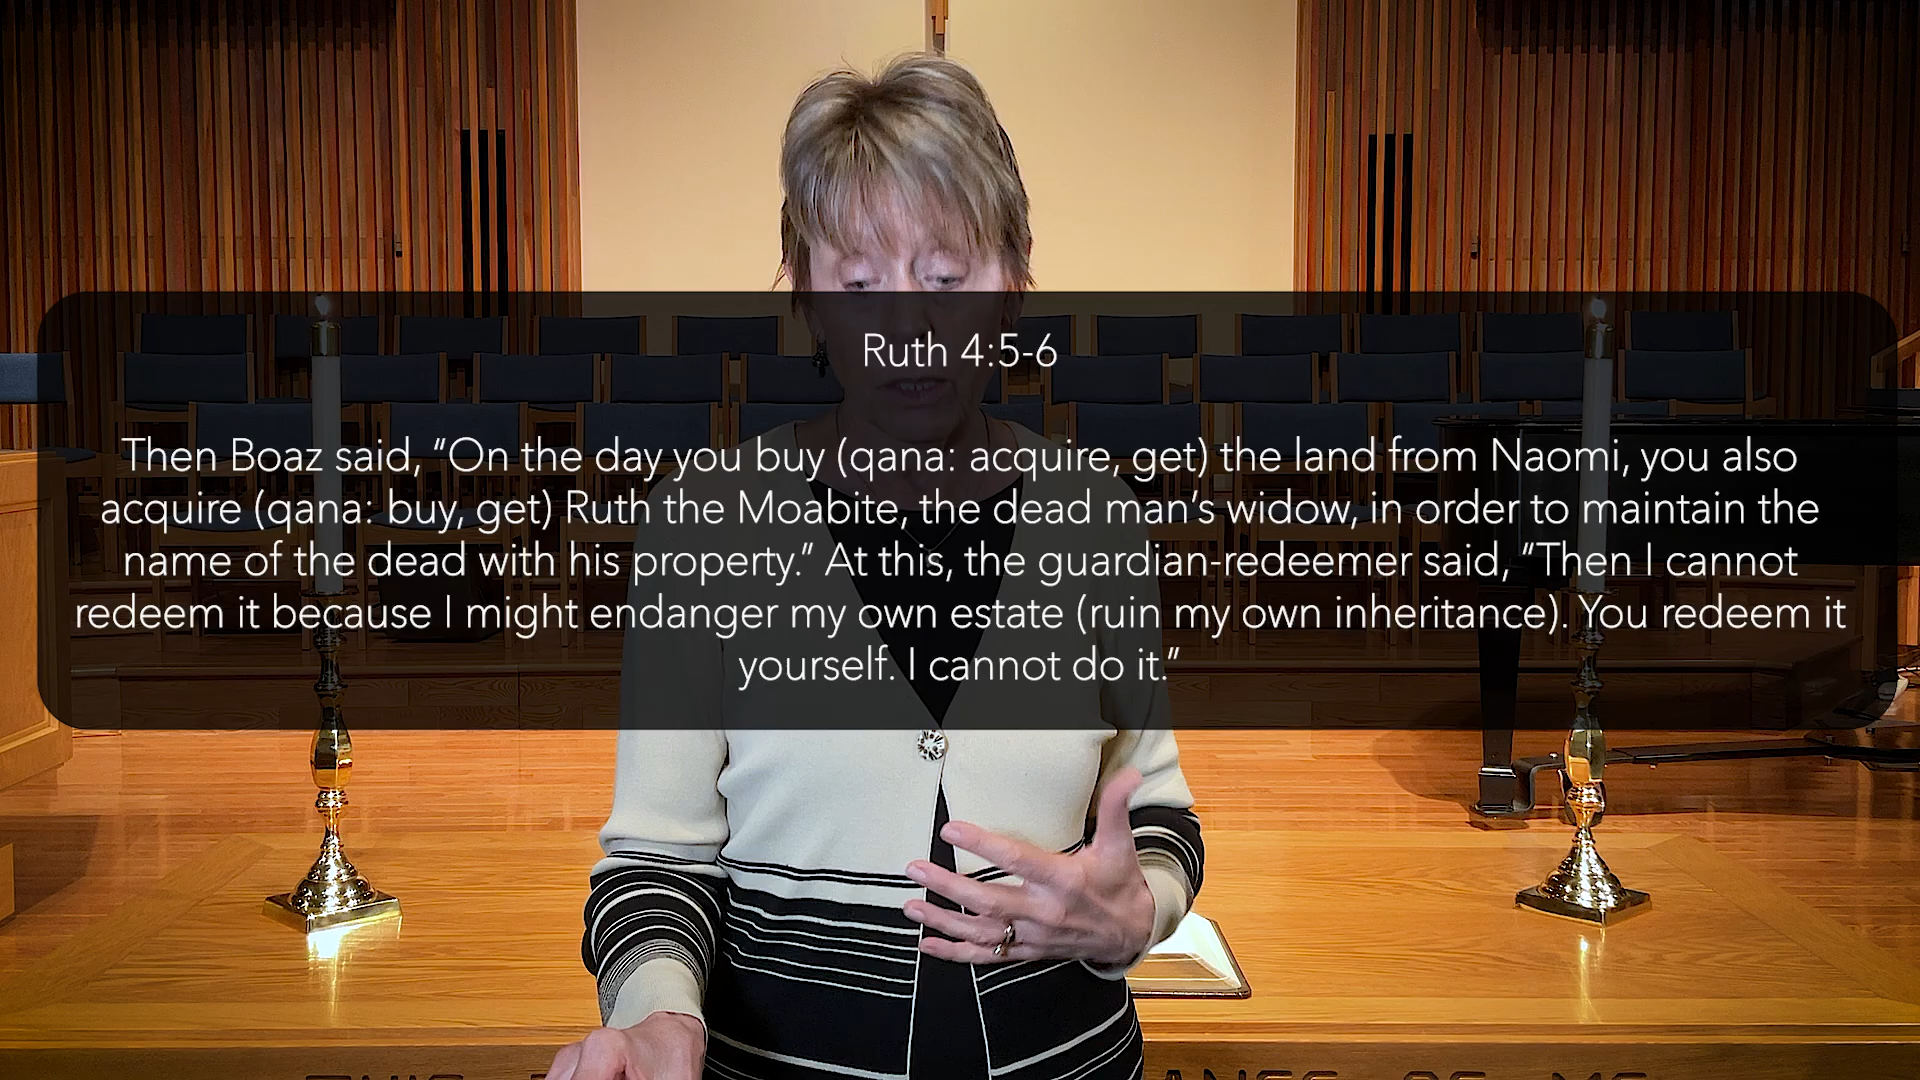 Ruth 4:5-6
Then Boaz said, “On the day you buy (qana: acquire, get) the land from Naomi, you also
acquire (qana: buy, get) Ruth the Moabite, the dead man’s widow, in order to maintain the
name of the dead with his property.” At this, the guardian-redeemer said, “Then I cannot
redeem it because I might endanger my own estate (ruin my own inheritance). You redeem it
yourself. I cannot do it.”
OF ME